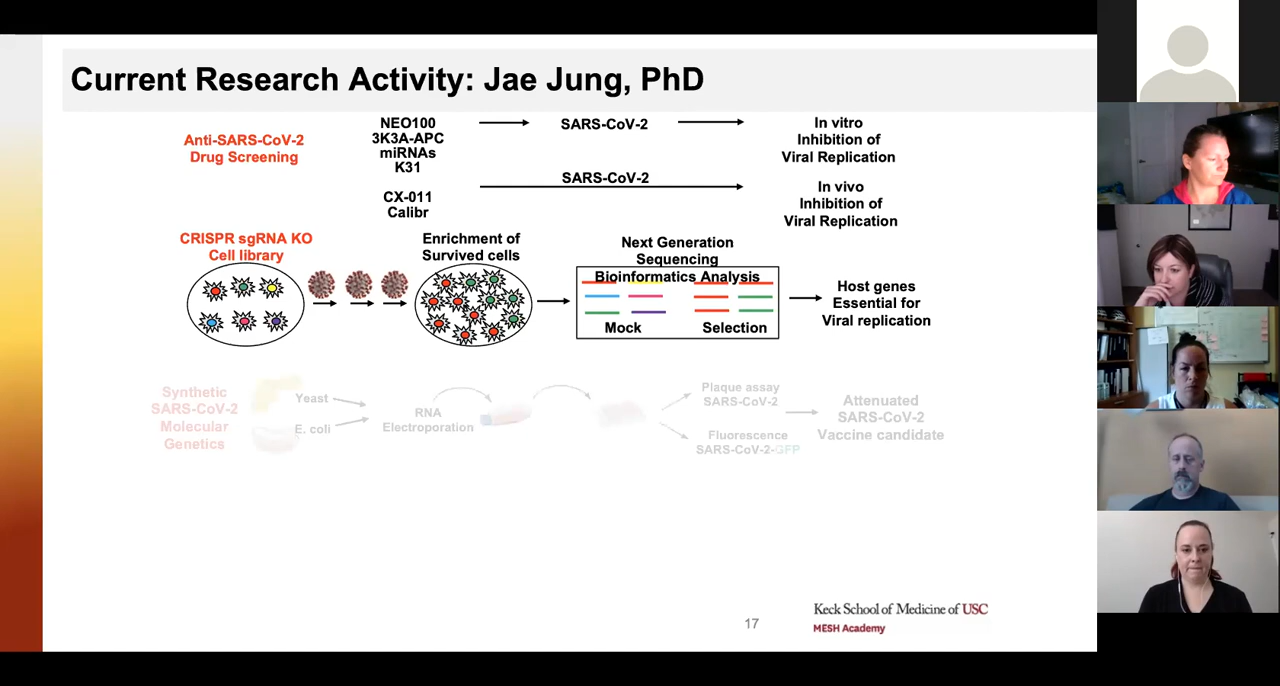 Current Research Activity: Jae Jung, PhD
Anti-SARS-CoV-2
Drug Screening
NEO100
3K3A-APC
miRNAs
K31
CX-011
Calibr
SARS-CoV-2
SARS-CoV-2
In vitro
Inhibition of
Viral Replication
In vivo
Inhibition of
Viral Replication
CRISPR sgRNA KO
Cell library
Enrichment of
Survived cells
Next Generation
Sequencing
Bioinformatics Analysis
Mock
Selection
Host genes
Essential for
Viral replication
Synthetic
SARS-CoV-2
Molecular
Genetics
Yeast
E. coli
RNA
Electroporation
Plaque assay
SARS-CoV-2
Fluorescence
SARS-CoV-2-GFP
Attenuated
SARS-CoV-2
Vaccine candidate
17
Keck School of Medicine of USC
MESH Academy